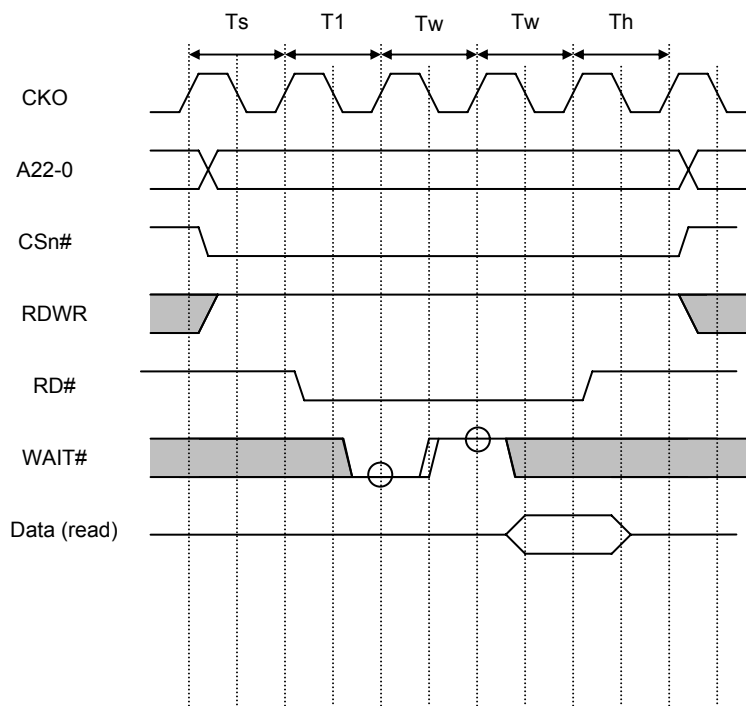 Ts T1 Tw Tw Th
CKO
A22-0
CSn#
RDWR
RD#
WAIT#
Data (read)